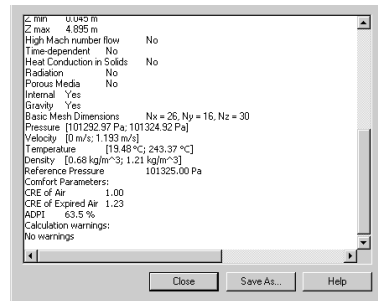 Z min 0.045 m
Z max 4.895 m
High Mach number flow No
Time-dependent No
Heat Conduction in Solids No
Radiation No
Porous Media No
Internal Yes
Gravity Yes
Basic Mesh Dimensions Nx = 26, Ny = 16, Nz = 30
Pressure [101292.97 Pa; 101324.92 Pa]
Velocity [0 m/s; 1.193 m/s]
Temperature [19.48 °C; 243.37 °C]
Density [0.68 kg/m^3; 1.21 kg/m^3]
Reference Pressure 101325.00 Pa
Comfort Parameters:
CRE of Air 1.00
CRE of Expired Air 1.23
ADPI 63.5 %
Calculation warnings:
No warnings
Close Save As... Help